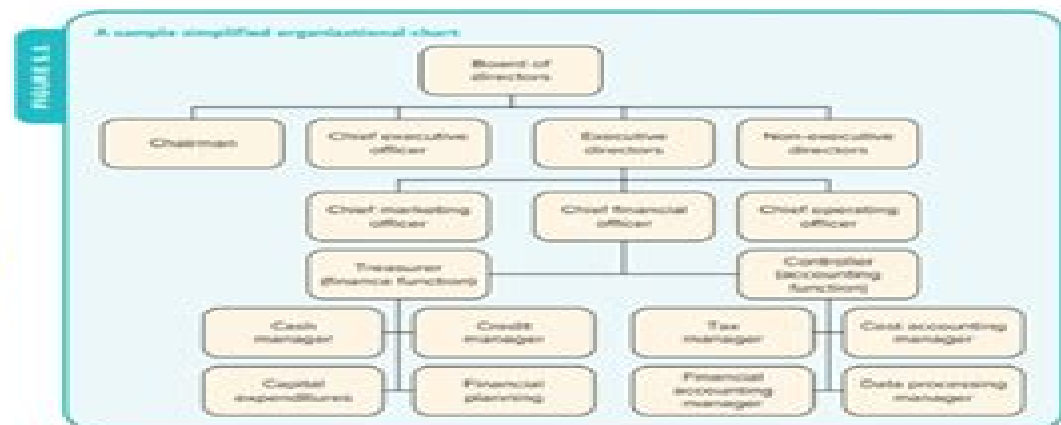 FIGURE 1.1
A sample simplified organizational chart
Board of
directors
Chairman
Chief executive
officer
Executive
directors
Non-executive
directors
Chief marketing
officer
Chief financial
officer
Chief operating
officer
Treasurer
(finance function)
Controller
(accounting
function)
Cash
manager
Credit
manager
Tax
manager
Cost accounting
manager
Capital
expenditures
Financial
planning
Financial
accounting
manager
Data processing
manager